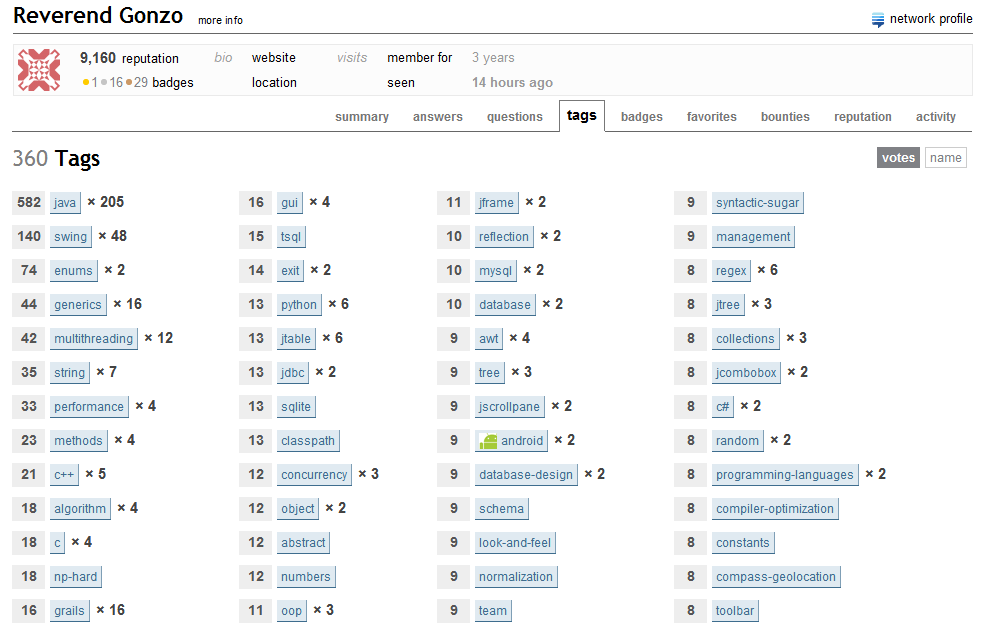 Reverend Gonzo more info network profile
9,160 reputation bio website visits member for 3 years
1 16 29 badges location seen 14 hours ago
summary answers questions tags badges favorites bounties reputation activity
360 Tags votes name
582 java × 205 16 gui × 4 11 jframe × 2 9 syntactic-sugar
140 swing × 48 15 tsql 10 reflection × 2 9 management
74 enums × 2 14 exit × 2 10 mysql × 2 8 regex × 6
44 generics × 16 13 python × 6 10 database × 2 8 jtree × 3
42 multithreading × 12 13 jtable × 6 9 awt × 4 8 collections × 3
35 string × 7 13 jdbc × 2 9 tree × 3 8 jcombobox × 2
33 performance × 4 13 sqlite 9 jscrollpane × 2 8 c# × 2
23 methods × 4 13 classpath 9 android × 2 8 random × 2
21 c++ × 5 12 concurrency × 3 9 database-design × 2 8 programming-languages × 2
18 algorithm × 4 12 object × 2 9 schema 8 compiler-optimization
18 c × 4 12 abstract 9 look-and-feel 8 constants
18 np-hard 12 numbers 9 normalization 8 compass-geolocation
16 grails × 16 11 oop × 3 9 team 8 toolbar